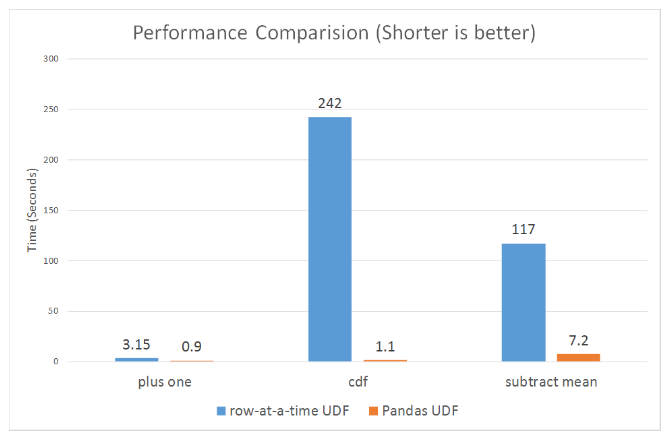 Performance Comparision (Shorter is better)
300
250
200
150
100
50
0
Time (Seconds)
3.15
0.9
242
1.1
117
7.2
plus one
cdf
subtract mean
row-at-a-time UDF
Pandas UDF